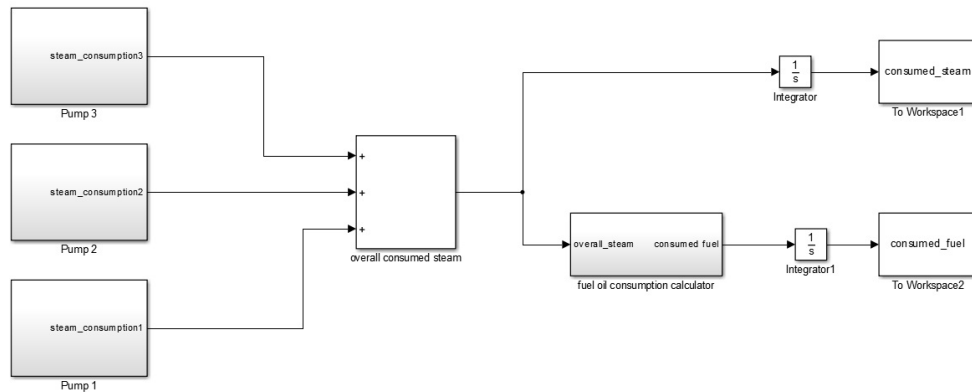 steam_consumption3
Pump 3
steam_consumption2
Pump 2
steam_consumption1
Pump 1
+
+
+
overall consumed steam
1
s
Integrator
consumed_steam
To Workspace1
overall_steam consumed fuel
fuel oil consumption calculator
1
s
Integrator1
consumed_fuel
To Workspace2